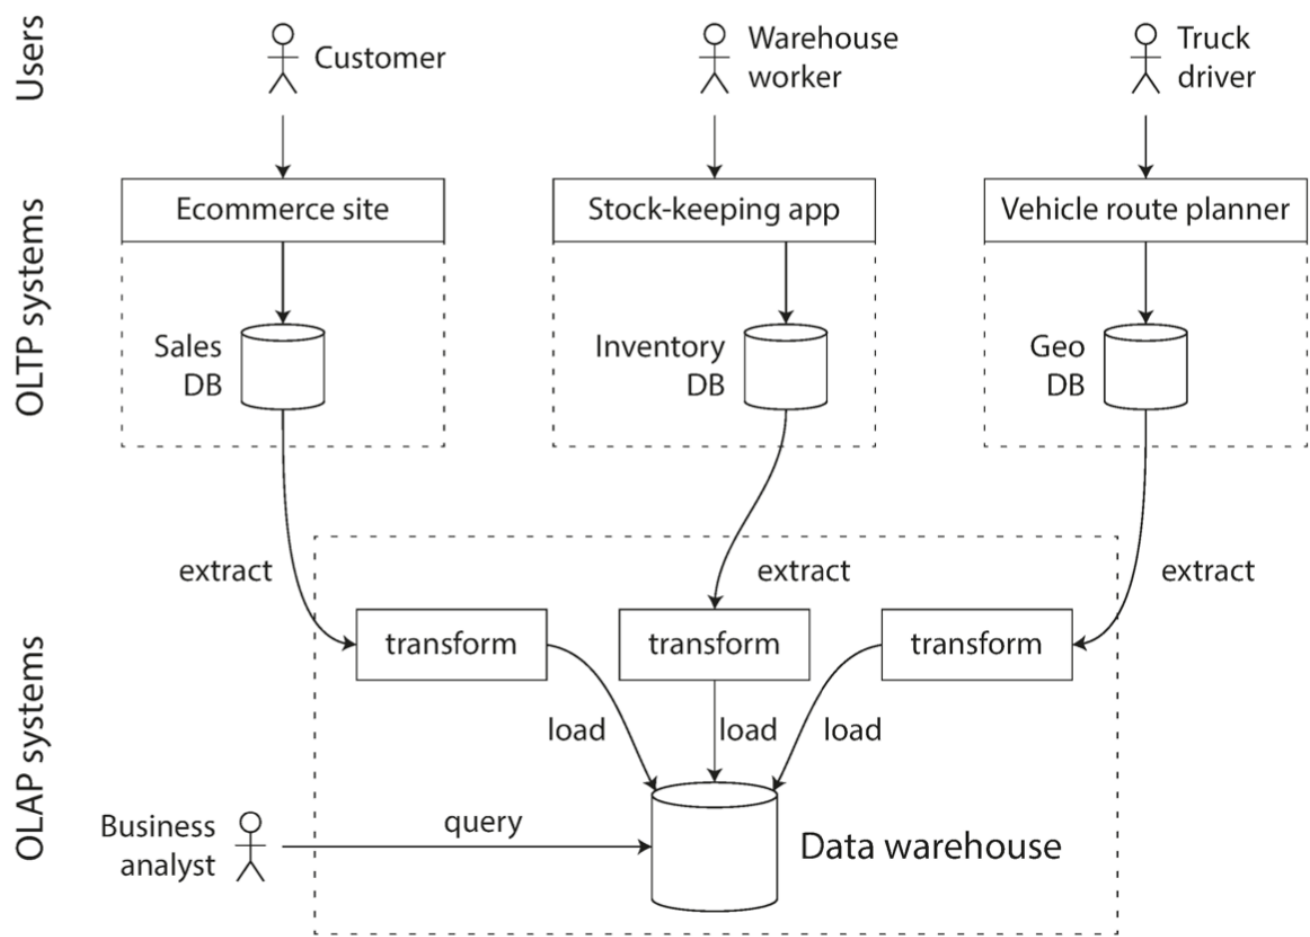 Users
Customer
Warehouse
worker
Truck
driver
OLTP systems
Ecommerce site
Stock-keeping app
Vehicle route planner
Sales
DB
Inventory
DB
Geo
DB
extract
extract
extract
OLAP systems
transform
transform
transform
load
load
load
Business
analyst
query
Data warehouse